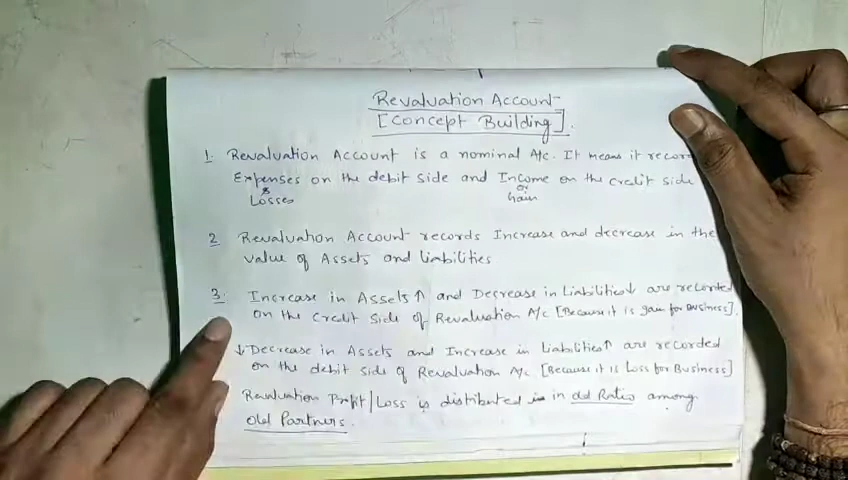 Revaluation Account
[Concept Building].
1. Revaluation Account is a nominal A/c. It means it record
Expenses on the debit side and Income on the credit side
& Losses or Gain
2 Revaluation Account records Increase and decrease in the
value of Assets and liabilities
3. Increase in Assets↑ and Decrease in Liabilities↓ are recorded
on the credit side of Revaluation A/c [Because it is gain for Business].
↓Decrease in Assets and Increase in Liabilities↑ are recorded
on the debit side of Revaluation A/c [Because it is Loss for Business]
Revaluation Profit/Loss is distributed in old Ratio among
old Partners.